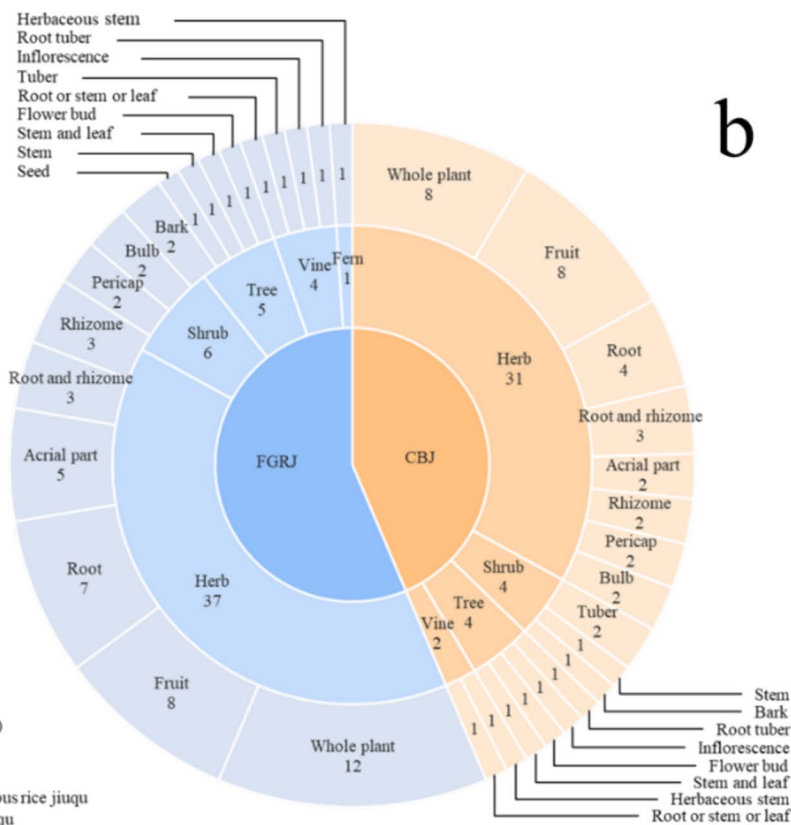 Herbaceous stem
Root tuber
Inflorescence
Tuber
Root or stem or leaf
Flower bud
Stem and leaf
Stem
Seed
b
Whole plant
8
Fruit
8
Root
4
Root and rhizome
3
Acrial part
2
Rhizome
2
Pericap
2
Bulb
2
Tuber
2
1
1
1
1
1
1
1
1
Stem
Bark
Root tuber
Inflorescence
Flower bud
Stem and leaf
Herbaceous stem
Root or stem or leaf
Herb
31
Shrub
4
Tree
4
Vine
2
CBJ
FGRJ
Fern
1
Vine
4
Tree
5
Shrub
6
Herb
37
1
1
1
1
1
1
1
1
1
Bark
2
Bulb
2
Pericap
2
Rhizome
3
Root and rhizome
3
Acrial part
5
Root
7
Fruit
8
Whole plant
12
)
rice jiuqu